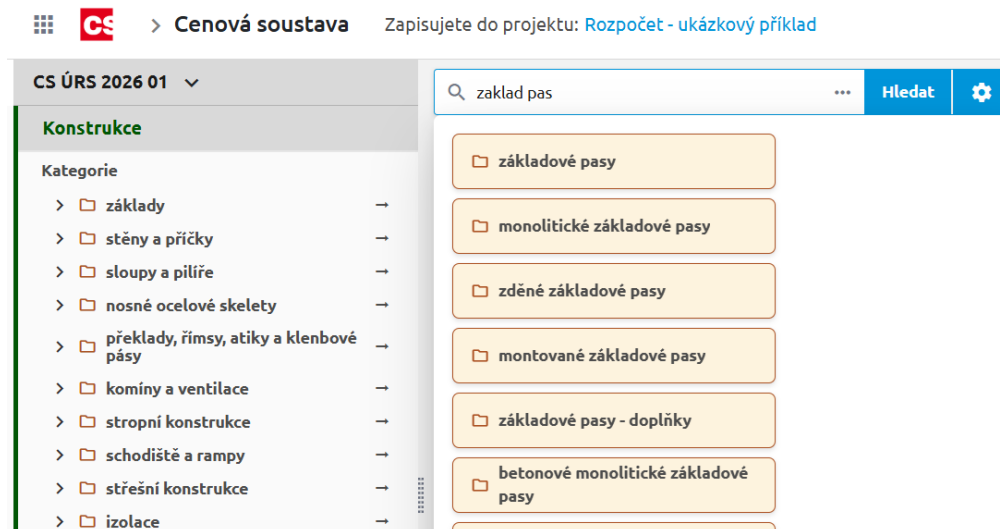 CS
Cenová soustava
Zapisujete do projektu: Rozpočet - ukázkový příklad
CS ÚRS 2026 01
Konstrukce
Kategorie
základy
stěny a příčky
sloupy a pilíře
nosné ocelové skelety
překlady, římsy, atiky a klenbové
pásy
komíny a ventilace
stropní konstrukce
schodiště a rampy
střešní konstrukce
izolace
zaklad pas
Hledat
základové pasy
monolitické základové pasy
zděné základové pasy
montované základové pasy
základové pasy - doplňky
betonové monolitické základové
pasy